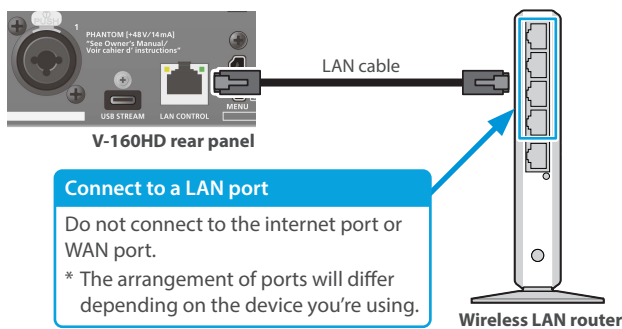 1
PHANTOM [+48V/14mA]
"See Owner's Manual/
Voir cahier d' instructions"
LAN cable
USB STREAM
LAN CONTROL
MENU
V-160HD rear panel
Connect to a LAN port
Do not connect to the internet port or
WAN port.
* The arrangement of ports will differ
depending on the device you're using.
Wireless LAN router